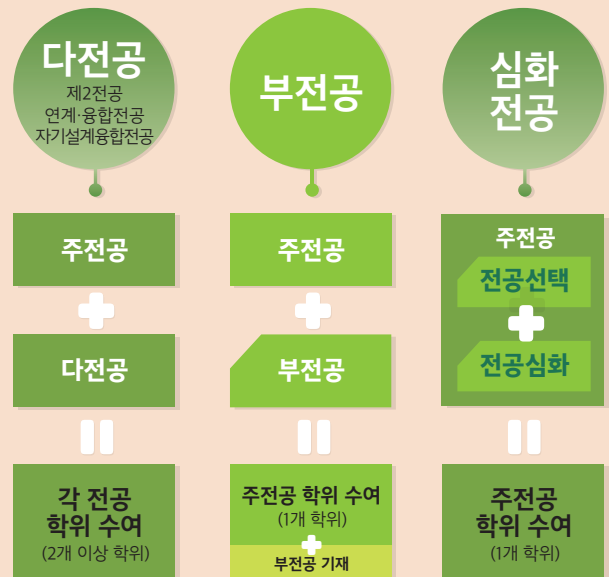 다전공
제2전공
연계·융합전공
자기설계융합전공
주전공
다전공
각 전공
학위 수여
(2개 이상 학위)
부전공
주전공
부전공
주전공 학위 수여
(1개 학위)
부전공 기재
심화
전공
주전공
전공선택
전공심화
주전공
학위 수여
(1개 학위)